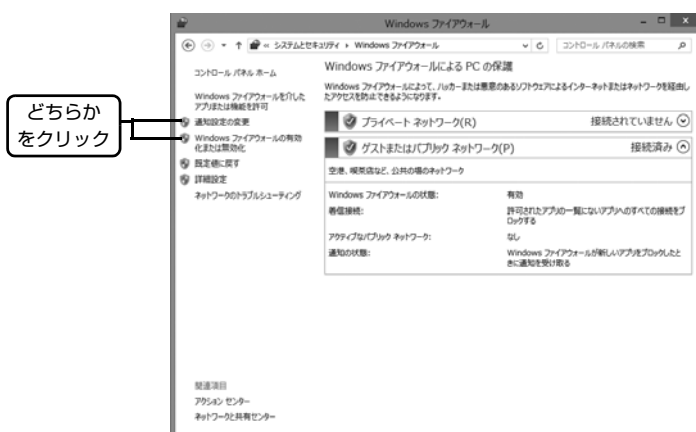 Windows ファイアウォール
« システムとセキュリティ › Windows ファイアウォール
コントロール パネルの検索
コントロール パネル ホーム
Windows ファイアウォールを介した
アプリまたは機能を許可
通知設定の変更
Windows ファイアウォールの有効
化または無効化
既定値に戻す
詳細設定
ネットワークのトラブルシューティング
どちらか
をクリック
Windows ファイアウォールによる PC の保護
Windows ファイアウォールによって、ハッカーまたは悪意のあるソフトウェアによるインターネットまたはネットワークを経由し
たアクセスを防止できるようになります。
プライベート ネットワーク(R)
接続されていません
ゲストまたはパブリック ネットワーク(P)
接続済み
空港、喫茶店など、公共の場のネットワーク
Windows ファイアウォールの状態:
有効
着信接続:
許可されたアプリの一覧にないアプリへのすべての接続をブ
ロックする
アクティブなパブリック ネットワーク:
なし
通知の状態:
Windows ファイアウォールが新しいアプリをブロックしたと
きに通知を受け取る
関連項目
アクション センター
ネットワークと共有センター